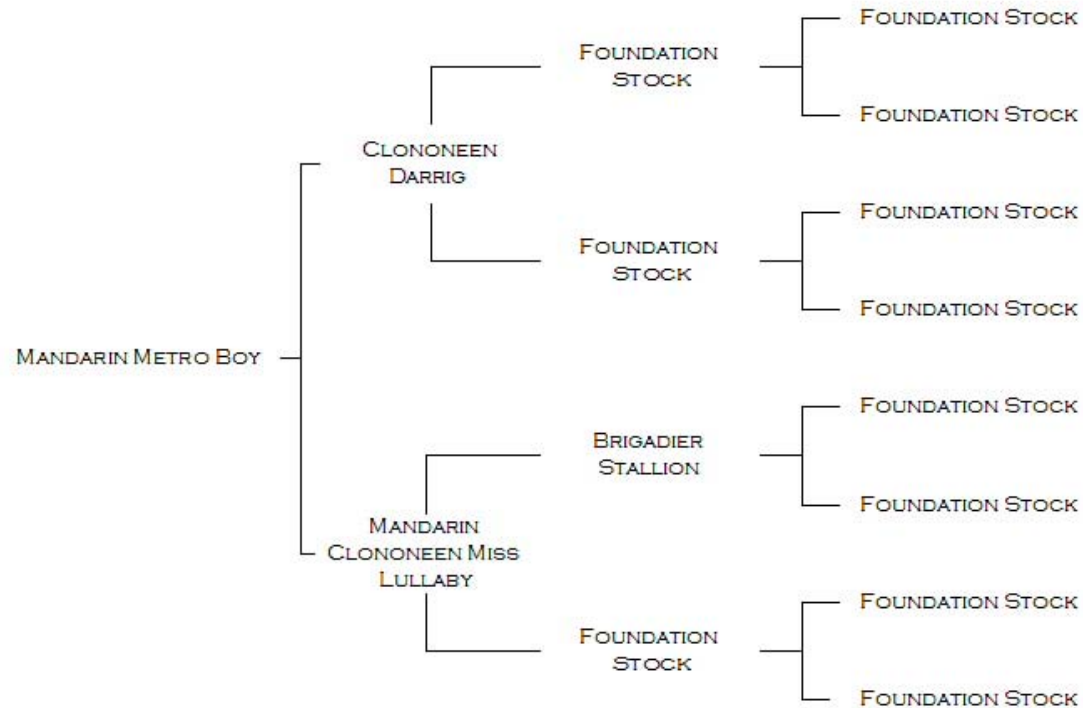 Foundation Stock
Foundation
Stock
Foundation Stock
Clononeen
Darrig
Foundation Stock
Foundation
Stock
Foundation Stock
Mandarin Metro Boy
Foundation Stock
Brigadier
Stallion
Foundation Stock
Mandarin
Clononeen Miss
Lullaby
Foundation Stock
Foundation
Stock
Foundation Stock